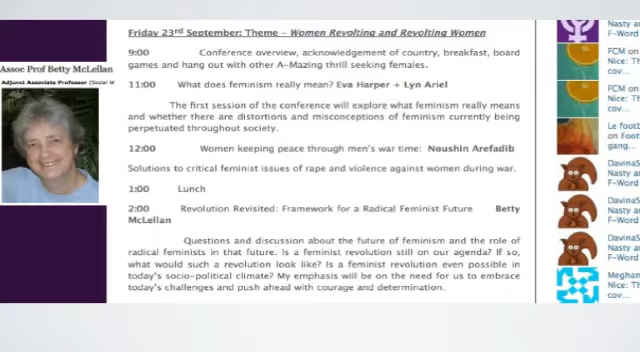 Friday 23rd September: Theme – Women Revolting and Revolting Women
9:00 Conference overview, acknowledgement of country, breakfast, board
games and hang out with other A-Mazing thrill seeking females.
Assoc Prof Betty McLellan
Adjunct Associate Professor (Social W
11:00 What does feminism really mean? Eva Harper + Lyn Ariel
The first session of the conference will explore what feminism really means
and whether there are distortions and misconceptions of feminism currently being
perpetuated throughout society.
12:00 Women keeping peace through men's war time: Noushin Arefadib
Solutions to critical feminist issues of rape and violence against women during war.
1:00 Lunch
2:00 Revolution Revisited: Framework for a Radical Feminist Future Betty
McLellan
Questions and discussion about the future of feminism and the role of
radical feminists in that future. Is a feminist revolution still on our agenda? If so,
what would such a revolution look like? Is a feminist revolution even possible in
today's socio-political climate? My emphasis will be on the need for us to embrace
today's challenges and push ahead with courage and determination.
Nasty an
F-Word
FCM on
Nice: Th
cov...
FCM on
Nice: Th
cov...
Le footb
on Foot
gang...
DavinaS
Nasty an
F-Word
DavinaS
Nasty an
F-Word
DavinaS
Nasty an
F-Word
Meghan
Nice: Th
cov...